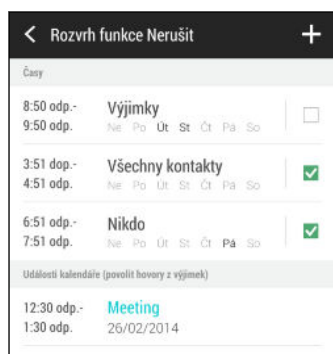 Rozvrh funkce Nerušit
Časy
8:50 odp.- Výjimky
9:50 odp. Ne Po Út St Čt Pá So
3:51 dop.- Všechny kontakty
4:51 odp. Ne Po Út St Čt Pá So
6:51 odp.- Nikdo
7:51 odp. Ne Po Út St Čt Pá So
Události kalendáře (povolit hovory z výjimek)
12:30 odp.- Meeting
1:30 odp. 26/02/2014